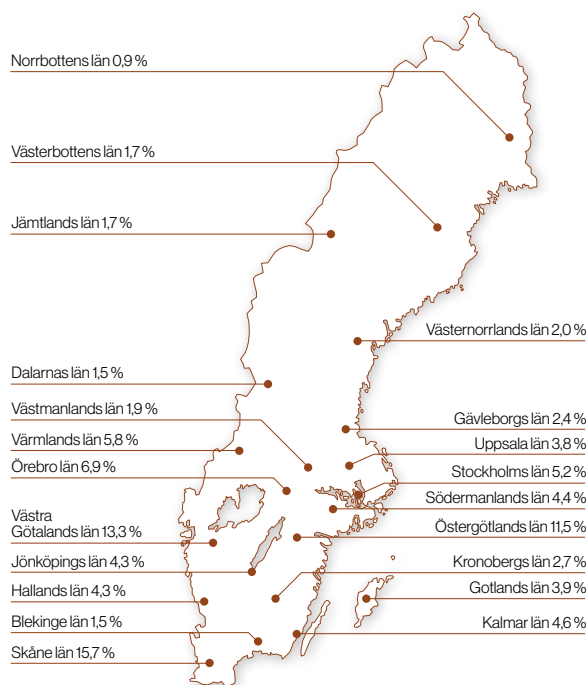 Norrbottens län 0,9 %
Västerbottens län 1,7 %
Jämtlands län 1,7 %
Västernorrlands län 2,0 %
Dalarnas län 1,5 %
Västmanlands län 1,9 %
Gävleborgs län 2,4 %
Värmlands län 5,8 %
Uppsala län 3,8 %
Örebro län 6,9 %
Stockholms län 5,2 %
Södermanlands län 4,4 %
Västra
Götalands län 13,3 %
Östergötlands län 11,5 %
Jönköpings län 4,3 %
Kronobergs län 2,7 %
Hallands län 4,3 %
Gotlands län 3,9 %
Blekinge län 1,5 %
Kalmar län 4,6 %
Skåne län 15,7 %